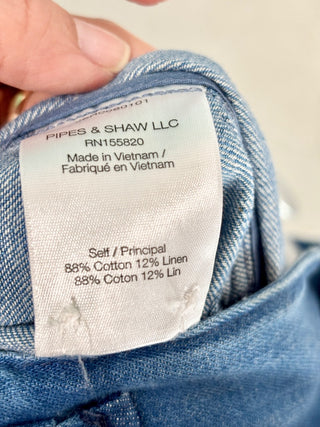 PIPES & SHAW LLC
RN155820
Made in Vietnam /
Fabriqué en Vietnam
Self / Principal
88% Cotton 12% Linen
88% Coton 12% Lin